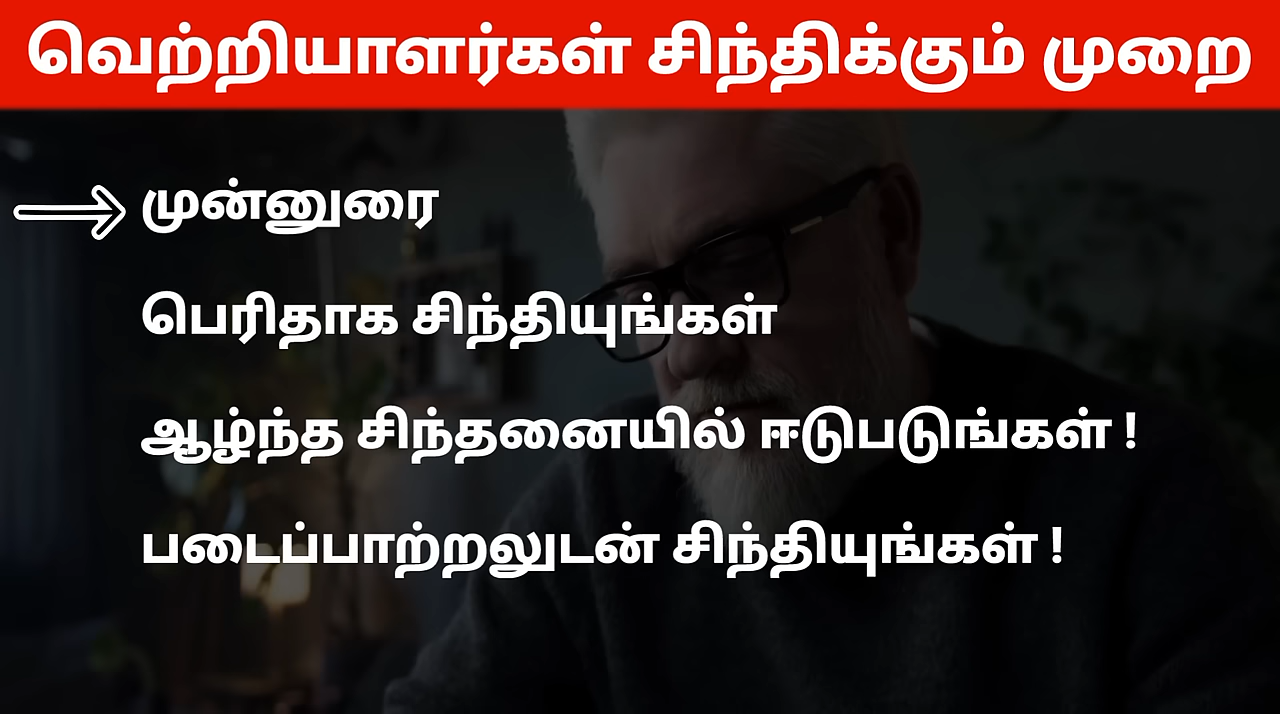 வெற்றியாளர்கள் சிந்திக்கும் முறை
முன்னுரை
பெரிதாக சிந்தியுங்கள்
ஆழ்ந்த சிந்தனையில் ஈடுபடுங்கள் !
படைப்பாற்றலுடன் சிந்தியுங்கள் !